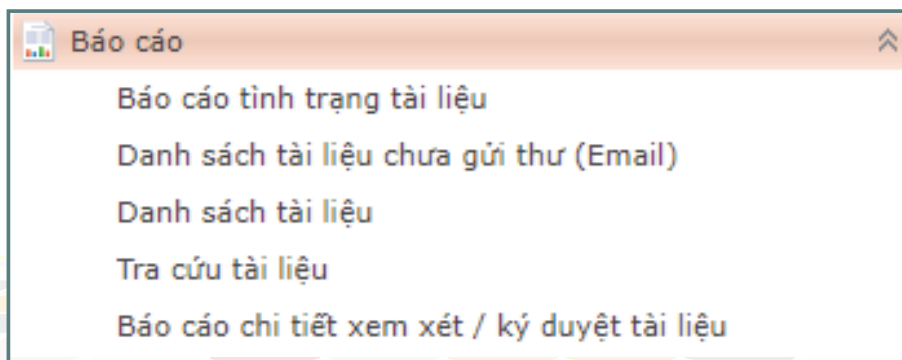 Báo cáo
Báo cáo tình trạng tài liệu
Danh sách tài liệu chưa gửi thư (Email)
Danh sách tài liệu
Tra cứu tài liệu
Báo cáo chi tiết xem xét / ký duyệt tài liệu